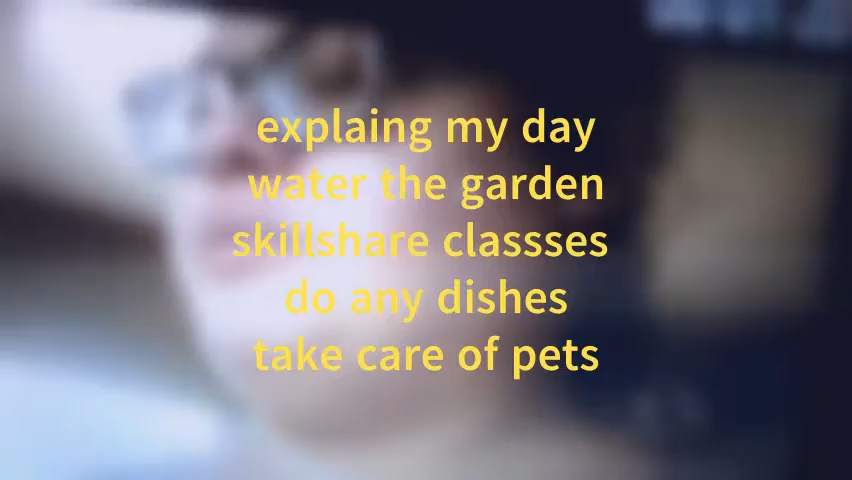 explaing my day
water the garden
skillshare classses
do any dishes
take care of pets